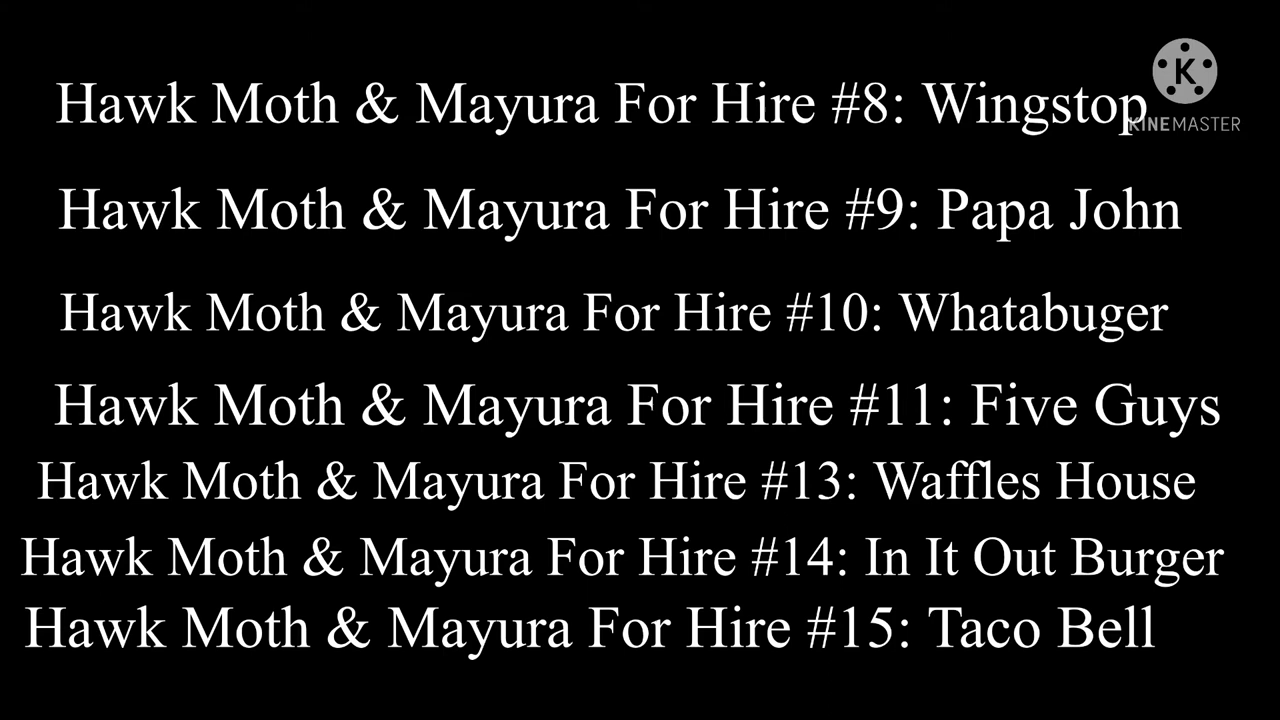 Hawk Moth & Mayura For Hire #8: Wingstop
KINEMASTER
Hawk Moth & Mayura For Hire #9: Papa John
Hawk Moth & Mayura For Hire #10: Whatabuger
Hawk Moth & Mayura For Hire #11: Five Guys
Hawk Moth & Mayura For Hire #13: Waffles House
Hawk Moth & Mayura For Hire #14: In It Out Burger
Hawk Moth & Mayura For Hire #15: Taco Bell